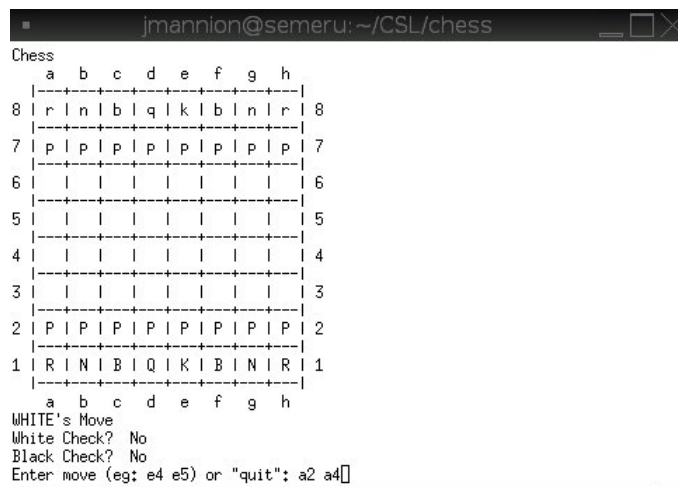 jmannion@semeru:~/CSL/chess
Chess
a b c d e f g h
|---+---+---+---+---+---+---+---|
8 | r | n | b | q | k | b | n | r | 8
|---+---+---+---+---+---+---+---|
7 | p | p | p | p | p | p | p | p | 7
|---+---+---+---+---+---+---+---|
6 | | | | | | | | | 6
|---+---+---+---+---+---+---+---|
5 | | | | | | | | | 5
|---+---+---+---+---+---+---+---|
4 | | | | | | | | | 4
|---+---+---+---+---+---+---+---|
3 | | | | | | | | | 3
|---+---+---+---+---+---+---+---|
2 | P | P | P | P | P | P | P | P | 2
|---+---+---+---+---+---+---+---|
1 | R | N | B | Q | K | B | N | R | 1
|---+---+---+---+---+---+---+---|
a b c d e f g h
WHITE's Move
White Check? No
Black Check? No
Enter move (eg: e4 e5) or "quit": a2 a4